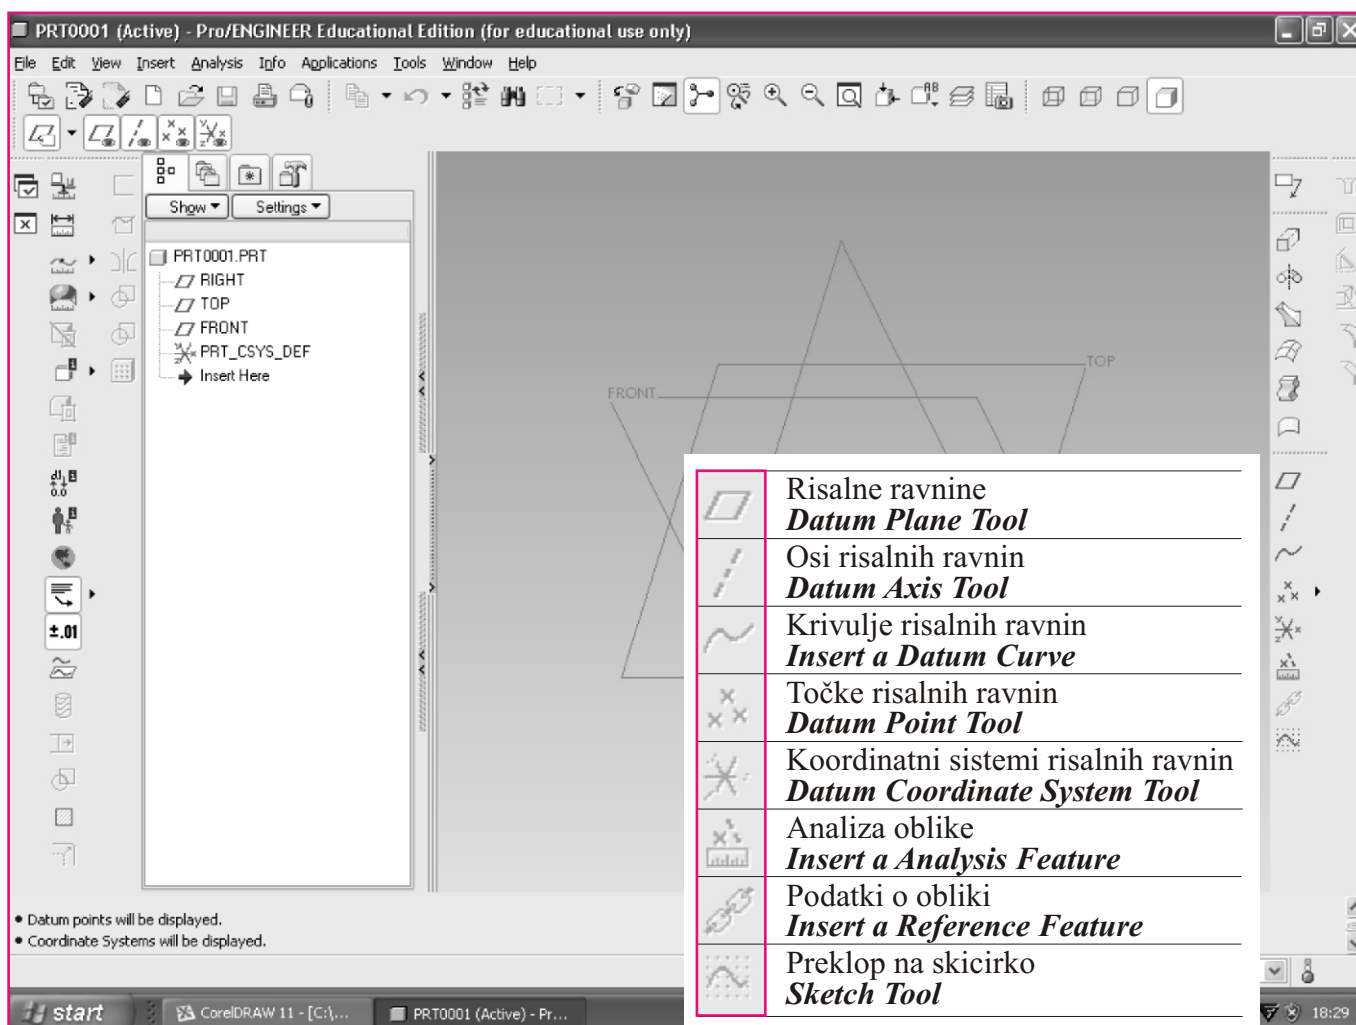 PRT0001 (Active) - Pro/ENGINEER Educational Edition (for educational use only)
File Edit View Insert Analysis Info Applications Tools Window Help
Show Settings
PRT0001.PRT
RIGHT
TOP
FRONT
PRT_CSYS_DEF
Insert Here
TOP
FRONT
±.01
Risalne ravnine
Datum Plane Tool
Osi risalnih ravnin
Datum Axis Tool
Krivulje risalnih ravnin
Insert a Datum Curve
Točke risalnih ravnin
Datum Point Tool
Koordinatni sistemi risalnih ravnin
Datum Coordinate System Tool
Analiza oblike
Insert a Analysis Feature
Podatki o obliki
Insert a Reference Feature
Preklop na skicirko
Sketch Tool
• Datum points will be displayed.
• Coordinate Systems will be displayed.
start CorelDRAW 11 - [C:\... PRT0001 (Active) - Pr... 18:29